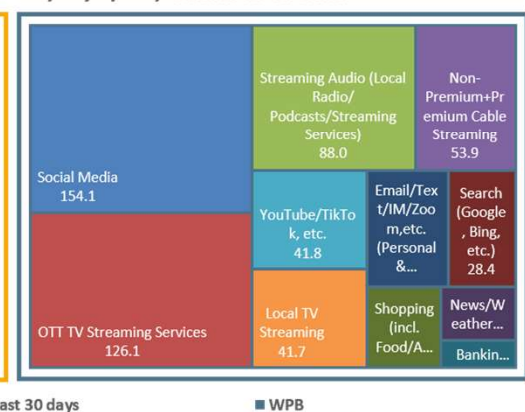 Social Media
154.1
OTT TV Streaming Services
126.1
Streaming Audio (Local
Radio/
Podcasts/Streaming
Services)
88.0
Non-
Premium+Pr
emium Cable
Streaming
53.9
YouTube/TikTo
k, etc.
41.8
Local TV
Streaming
41.7
Email/Tex
t/IM/Zoo
m,etc.
(Personal
&...
Search
(Google
, Bing,
etc.)
28.4
Shopping
(incl.
Food/A...
News/W
eather...
Bankin...
ast 30 days
WPB